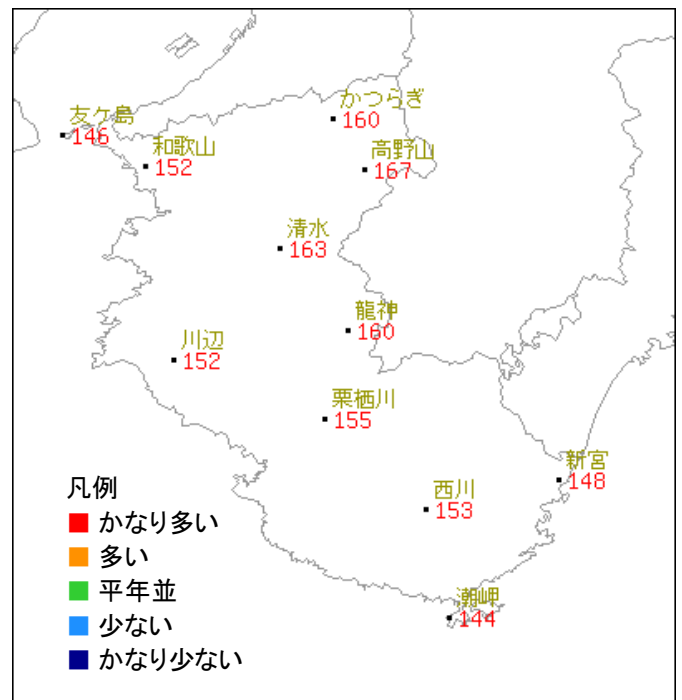 かつらぎ
160
友ケ島
146
和歌山
152
高野山
167
清水
163
龍神
160
川辺
152
栗栖川
155
新宮
148
西川
153
潮岬
144
凡例
かなり多い
多い
平年並
少ない
かなり少ない